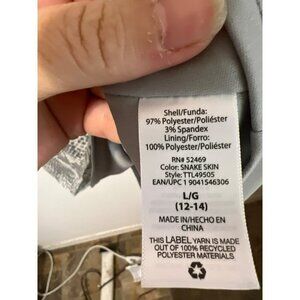 Shell/Funda:
97% Polyester/Poliéster
3% Spandex
Lining/Forro:
100% Polyester/Poliéster
RN# 52469
Color: SNAKE SKIN
Style: TTL49505
EAN/UPC 1 9041546306
L/G
(12-14)
MADE IN/HECHO EN
CHINA
THIS LABEL YARN IS MADE
OUT OF 100% RECYCLED
POLYESTER MATERIALS